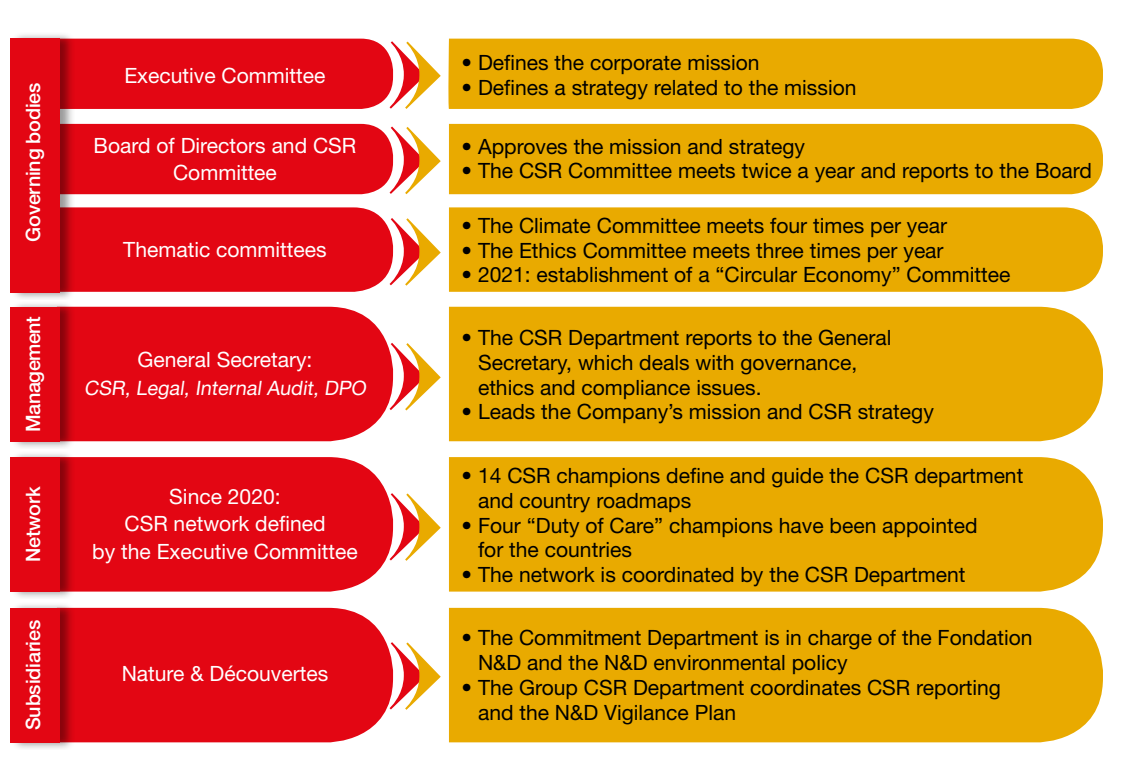 Governing bodies
Executive Committee
• Defines the corporate mission
• Defines a strategy related to the mission
Board of Directors and CSR
Committee
• Approves the mission and strategy
• The CSR Committee meets twice a year and reports to the Board
Thematic committees
• The Climate Committee meets four times per year
• The Ethics Committee meets three times per year
• 2021: establishment of a “Circular Economy” Committee
Management
General Secretary:
CSR, Legal, Internal Audit, DPO
• The CSR Department reports to the General
Secretary, which deals with governance,
ethics and compliance issues.
• Leads the Company’s mission and CSR strategy
Network
Since 2020:
CSR network defined
by the Executive Committee
• 14 CSR champions define and guide the CSR department
and country roadmaps
• Four “Duty of Care” champions have been appointed
for the countries
• The network is coordinated by the CSR Department
Subsidiaries
Nature & Découvertes
• The Commitment Department is in charge of the Fondation
N&D and the N&D environmental policy
• The Group CSR Department coordinates CSR reporting
and the N&D Vigilance Plan